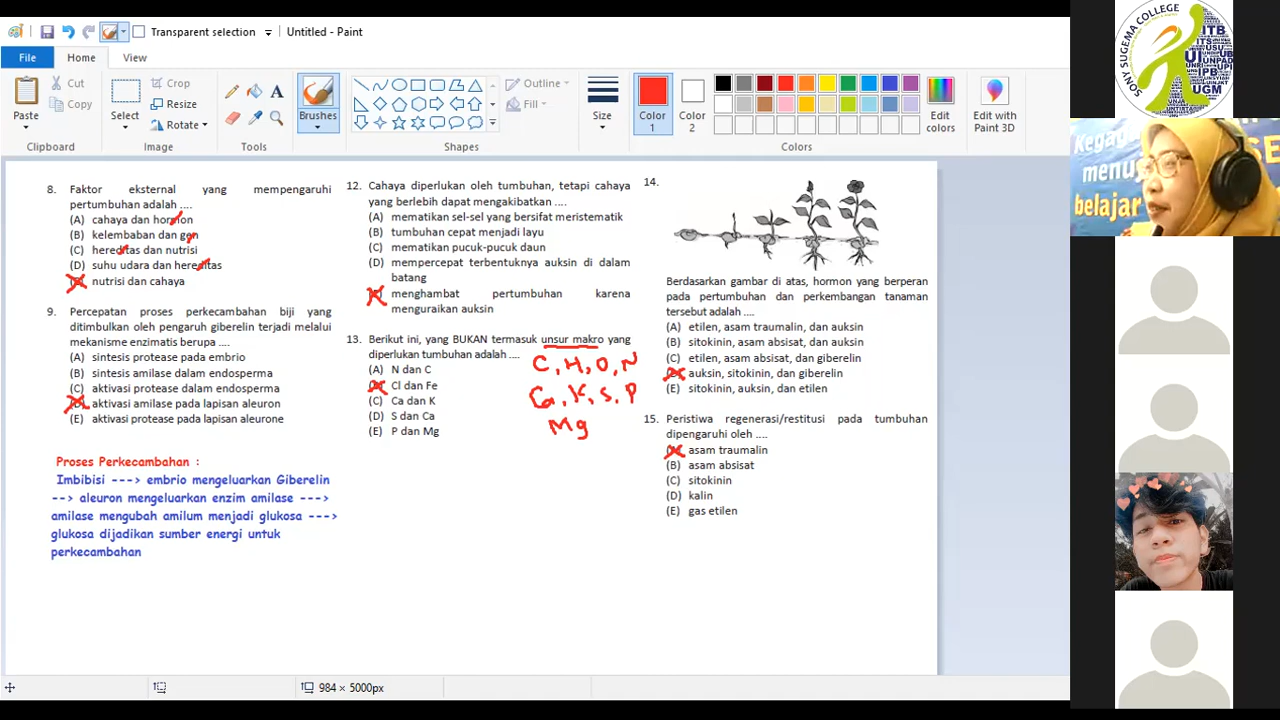 Transparent selection
Untitled - Paint
File
Home
View
Cut
Copy
Paste
Clipboard
Select
Crop
Resize
Rotate
Image
A
Tools
Brushes
Outline
Fill
Shapes
Size
Color
1
Color
2
Edit
colors
Colors
Edit with
Paint 3D
8. Faktor eksternal yang mempengaruhi
pertumbuhan adalah ....
(A) cahaya dan hormon
(B) kelembaban dan gen
(C) hereditas dan nutrisi
(D) suhu udara dan hereditas
nutrisi dan cahaya
9. Percepatan proses perkecambahan biji yang
ditimbulkan oleh pengaruh giberelin terjadi melalui
mekanisme enzimatis berupa ....
(A) sintesis protease pada embrio
(B) sintesis amilase dalam endosperma
(C) aktivasi protease dalam endosperma
aktivasi amilase pada lapisan aleuron
(E) aktivasi protease pada lapisan aleurone
Proses Perkecambahan :
Imbibisi ---> embrio mengeluarkan Giberelin
--> aleuron mengeluarkan enzim amilase --->
amilase mengubah amilum menjadi glukosa --->
glukosa dijadikan sumber energi untuk
perkecambahan
12. Cahaya diperlukan oleh tumbuhan, tetapi cahaya
yang berlebih dapat mengakibatkan ....
(A) mematikan sel-sel yang bersifat meristematik
(B) tumbuhan cepat menjadi layu
(C) mematikan pucuk-pucuk daun
(D) mempercepat terbentuknya auksin di dalam
batang
menghambat pertumbuhan karena
menguraikan auksin
13. Berikut ini, yang BUKAN termasuk unsur makro yang
diperlukan tumbuhan adalah ....
(A) N dan C
Cl dan Fe
(C) Ca dan K
(D) S dan Ca
(E) P dan Mg
C, H, O, N
Ca, K, S, P
Mg
14.
Berdasarkan gambar di atas, hormon yang berperan
pada pertumbuhan dan perkembangan tanaman
tersebut adalah ....
(A) etilen, asam traumalin, dan auksin
(B) sitokinin, asam absisat, dan auksin
(C) etilen, asam absisat, dan giberelin
auksin, sitokinin, dan giberelin
(E) sitokinin, auksin, dan etilen
15. Peristiwa regenerasi/restitusi pada tumbuhan
dipengaruhi oleh ....
asam traumalin
(B) asam absisat
(C) sitokinin
(D) kalin
(E) gas etilen
984 × 5000px
SONY SUGEMA COLLEGE
ITB
UI
IPB
UGM
menus
belajar